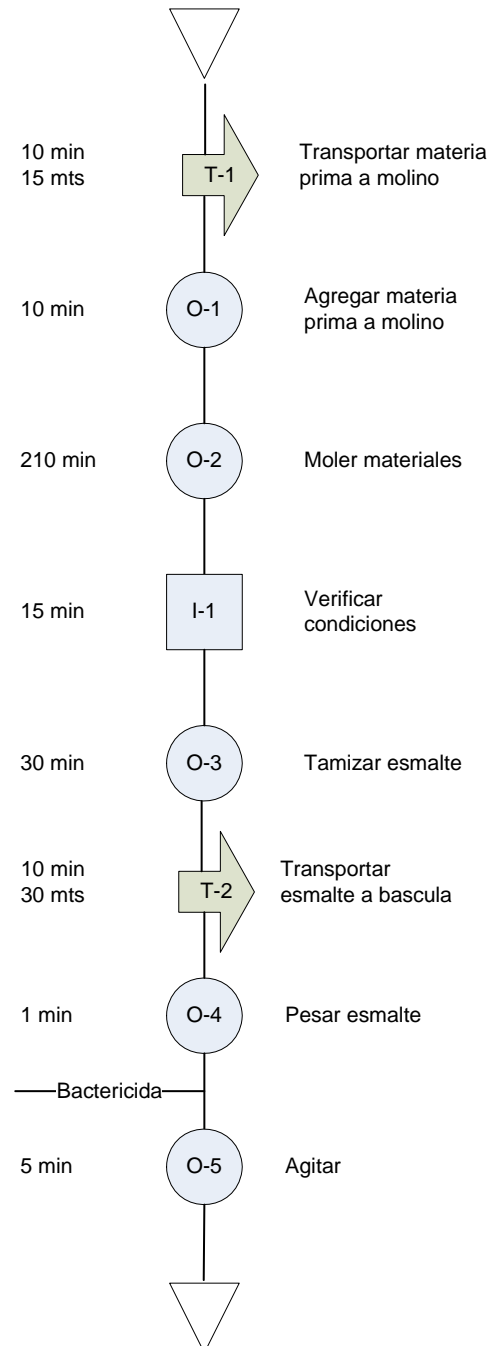 10 min
15 mts
T-1
Transportar materia
prima a molino
10 min
O-1
Agregar materia
prima a molino
210 min
O-2
Moler materiales
15 min
I-1
Verificar
condiciones
30 min
O-3
Tamizar esmalte
10 min
30 mts
T-2
Transportar
esmalte a bascula
1 min
O-4
Pesar esmalte
Bactericida
5 min
O-5
Agitar